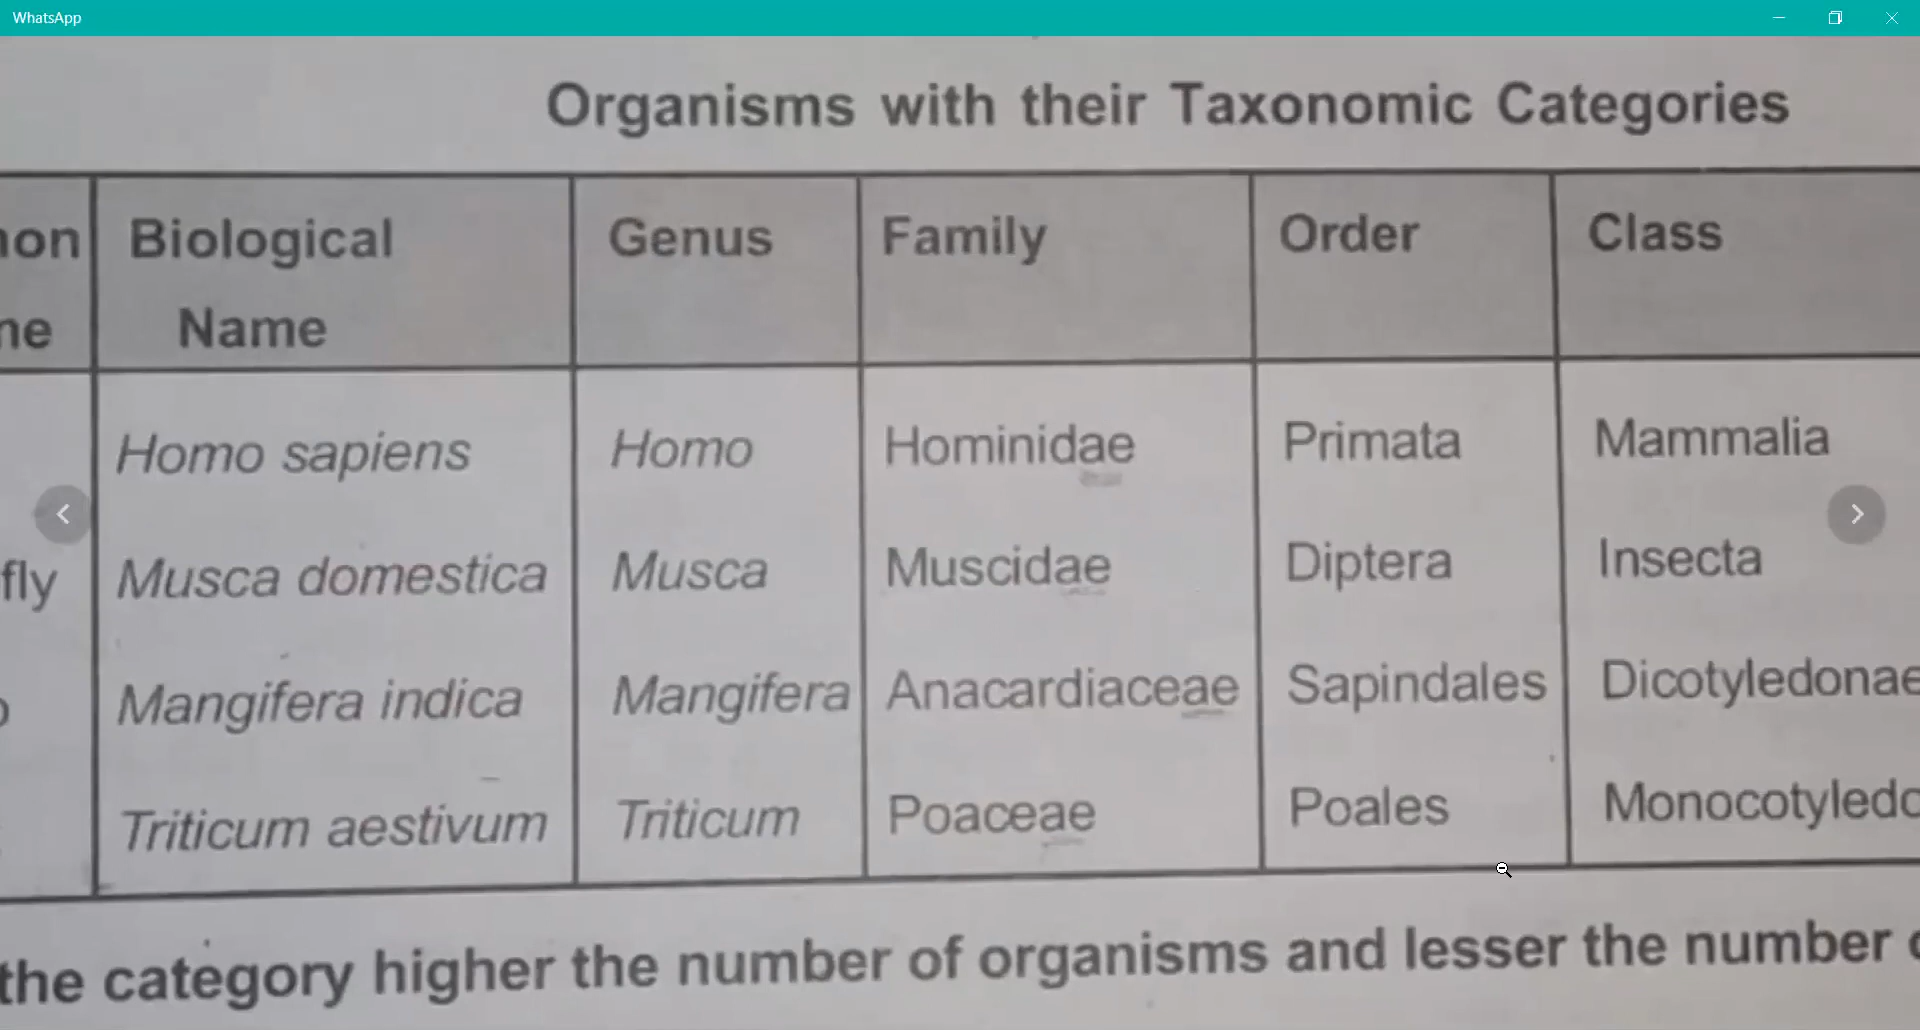 WhatsApp
Organisms with their Taxonomic Categories
Biological Name Genus Family Order Class
Homo sapiens Homo Hominidae Primata Mammalia
fly Musca domestica Musca Muscidae Diptera Insecta
Mangifera indica Mangifera Anacardiaceae Sapindales Dicotyledonae
Triticum aestivum Triticum Poaceae Poales Monocotyledo
the category higher the number of organisms and lesser the number